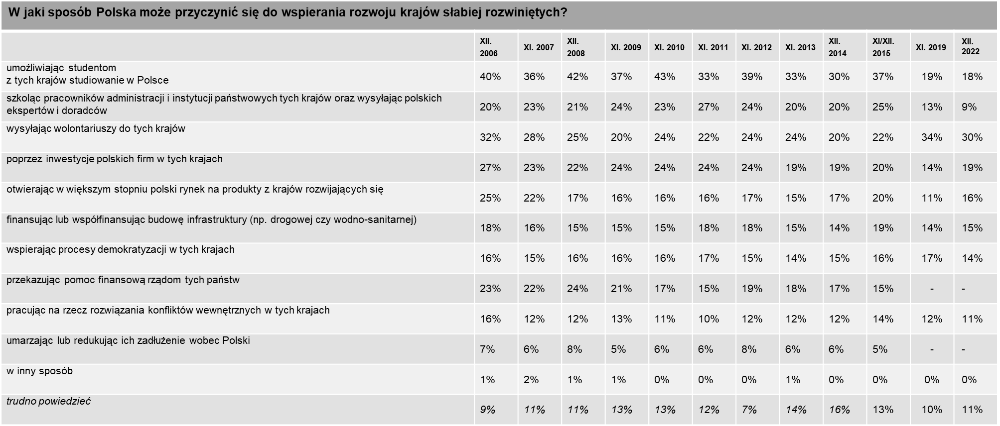 W jaki sposób Polska może przyczynić się do wspierania rozwoju krajów słabiej rozwiniętych?
XII. 2006 XI. 2007 XII. 2008 XI. 2009 XI. 2010 XI. 2011 XI. 2012 XI. 2013 XII. 2014 XI/XII. 2015 XI. 2019 XII. 2022
umożliwiając studentom
z tych krajów studiowanie w Polsce
40% 36% 42% 37% 43% 33% 39% 33% 30% 37% 19% 18%
szkoląc pracowników administracji i instytucji państwowych tych krajów oraz wysyłając polskich
ekspertów i doradców
20% 23% 21% 24% 23% 27% 24% 20% 20% 25% 13% 9%
wysyłając wolontariuszy do tych krajów
32% 28% 25% 20% 24% 22% 24% 24% 20% 22% 34% 30%
poprzez inwestycje polskich firm w tych krajach
27% 23% 22% 24% 24% 24% 24% 19% 19% 20% 14% 19%
otwierając w większym stopniu polski rynek na produkty z krajów rozwijających się
25% 22% 17% 16% 16% 16% 17% 15% 17% 20% 11% 16%
finansując lub współfinansując budowę infrastruktury (np. drogowej czy wodno-sanitarnej)
18% 16% 15% 15% 15% 18% 18% 15% 14% 19% 14% 15%
wspierając procesy demokratyzacji w tych krajach
16% 15% 16% 16% 16% 17% 15% 14% 15% 16% 17% 14%
przekazując pomoc finansową rządom tych państw
23% 22% 24% 21% 17% 15% 19% 18% 17% 15% - -
pracując na rzecz rozwiązania konfliktów wewnętrznych w tych krajach
16% 12% 12% 13% 11% 10% 12% 12% 12% 14% 12% 11%
umarzając lub redukując ich zadłużenie wobec Polski
7% 6% 8% 5% 6% 6% 8% 6% 6% 5% - -
w inny sposób
1% 2% 1% 1% 0% 0% 0% 1% 0% 0% 0% 0%
trudno powiedzieć
9% 11% 11% 13% 13% 12% 7% 14% 16% 13% 10% 11%